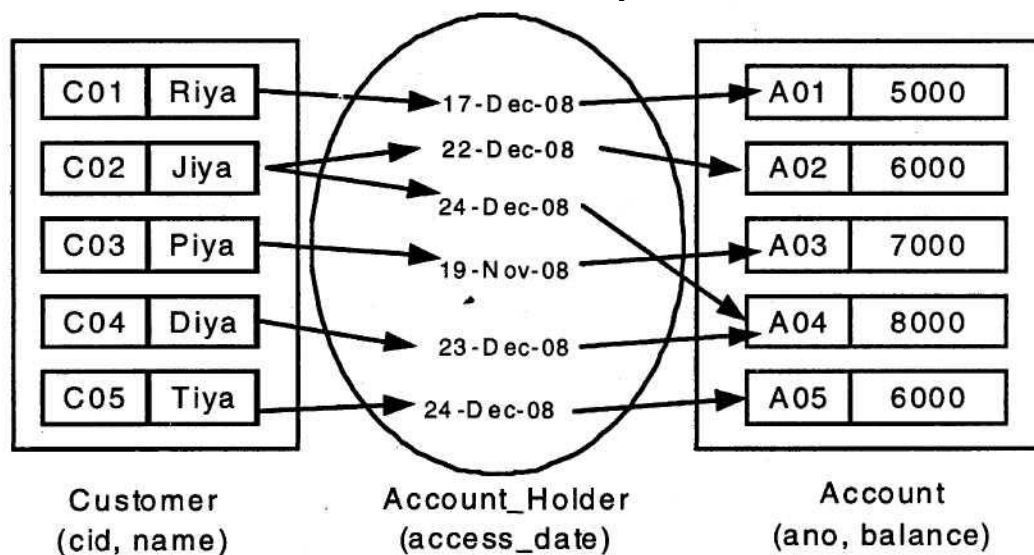 C01 Riya
C02 Jiya
C03 Piya
C04 Diya
C05 Tiya
17-Dec-08
22-Dec-08
24-Dec-08
19-Nov-08
23-Dec-08
24-Dec-08
A01 5000
A02 6000
A03 7000
A04 8000
A05 6000
Customer
(cid, name)
Account_Holder
(access_date)
Account
(ano, balance)